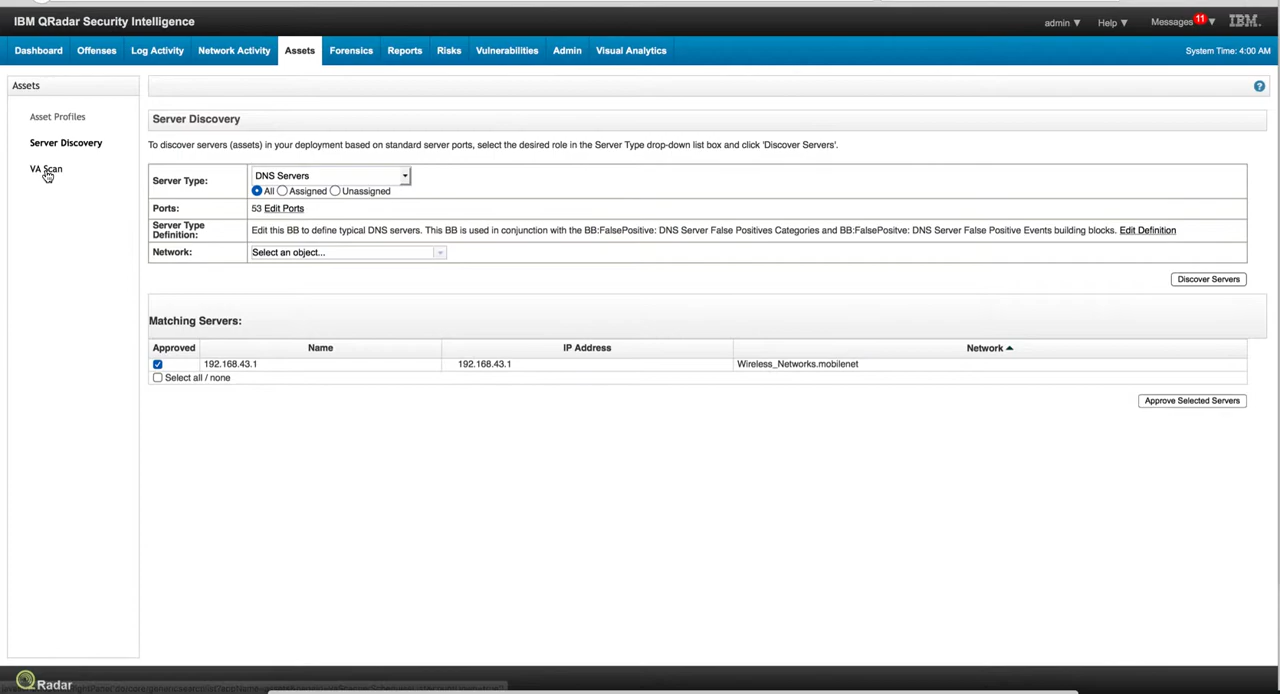 IBM QRadar Security Intelligence
admin ▼ Help ▼ Messages 11 ▼ IBM.
Dashboard Offenses Log Activity Network Activity Assets Forensics Reports Risks Vulnerabilities Admin Visual Analytics System Time: 4:00 AM
Assets
Asset Profiles
Server Discovery
VA Scan
Server Discovery
To discover servers (assets) in your deployment based on standard server ports, select the desired role in the Server Type drop-down list box and click 'Discover Servers'.
Server Type: DNS Servers
All Assigned Unassigned
Ports: 53 Edit Ports
Server Type Definition: Edit this BB to define typical DNS servers. This BB is used in conjunction with the BB:FalsePositive: DNS Server False Positives Categories and BB:FalsePositve: DNS Server False Positive Events building blocks. Edit Definition
Network: Select an object...
Discover Servers
Matching Servers:
Approved Name IP Address Network
192.168.43.1 192.168.43.1 Wireless_Networks.mobilenet
Select all / none
Approve Selected Servers
QRadar